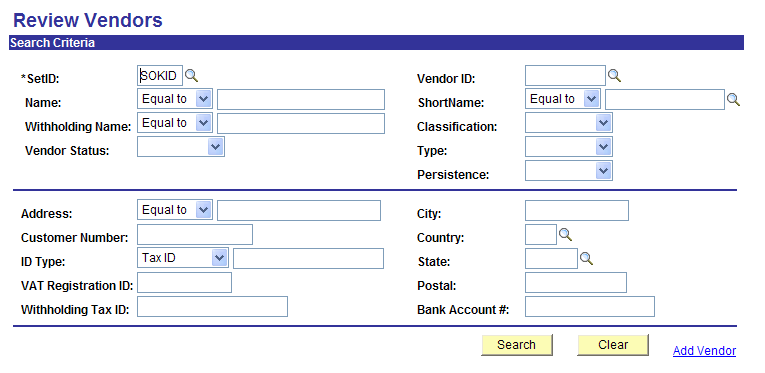 Review Vendors
Search Criteria
*SetID: SOKID Vendor ID:
Name: Equal to ShortName: Equal to
Withholding Name: Equal to Classification:
Vendor Status: Type:
Persistence:
Address: Equal to City:
Customer Number: Country:
ID Type: Tax ID State:
VAT Registration ID: Postal:
Withholding Tax ID: Bank Account #:
Search Clear Add Vendor